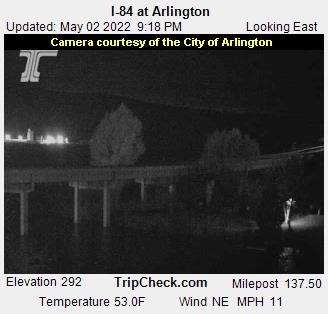 I-84 at Arlington
Updated: May 02 2022 9:18 PM Looking East
Camera courtesy of the City of Arlington
Elevation 292 TripCheck.com Milepost 137.50
Temperature 53.0F Wind NE MPH 11